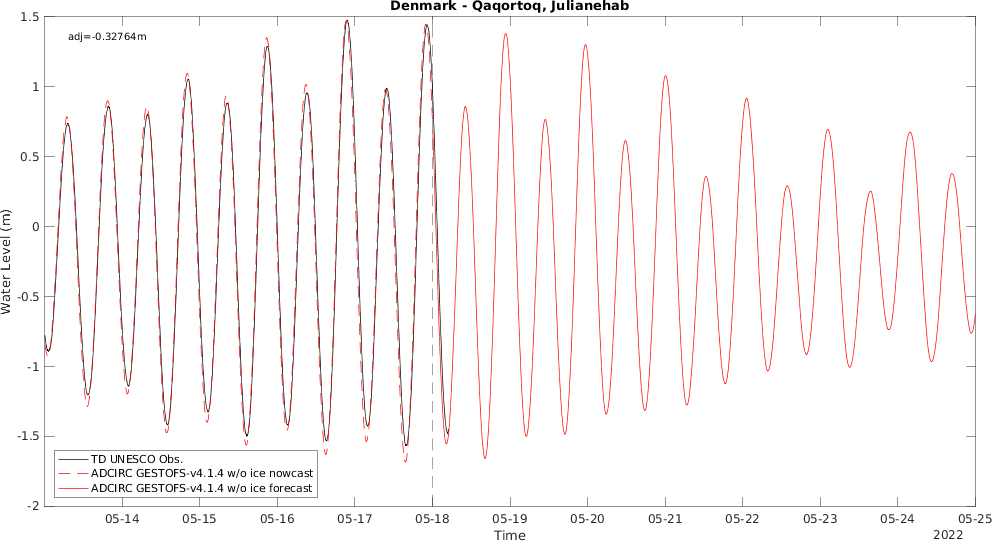 Denmark - Qaqortoq, Julianehab
adj=-0.32764m
1.5
1
0.5
0
-0.5
-1
-1.5
-2
Water Level (m)
TD UNESCO Obs.
ADCIRC GESTOFS-v4.1.4 w/o ice nowcast
ADCIRC GESTOFS-v4.1.4 w/o ice forecast
05-14 05-15 05-16 05-17 05-18 05-19 05-20 05-21 05-22 05-23 05-24 05-25
Time
2022